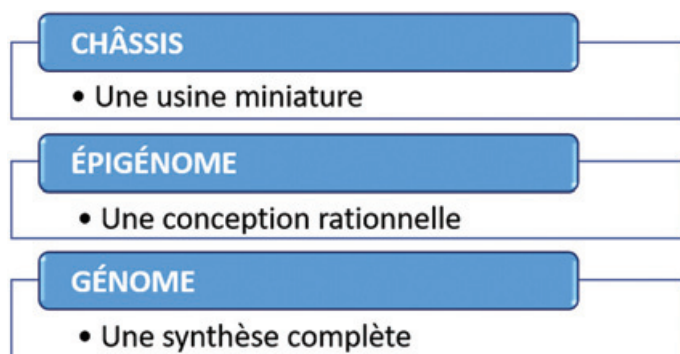 CHÂSSIS
• Une usine miniature
ÉPIGÉNOME
• Une conception rationnelle
GÉNOME
• Une synthèse complète